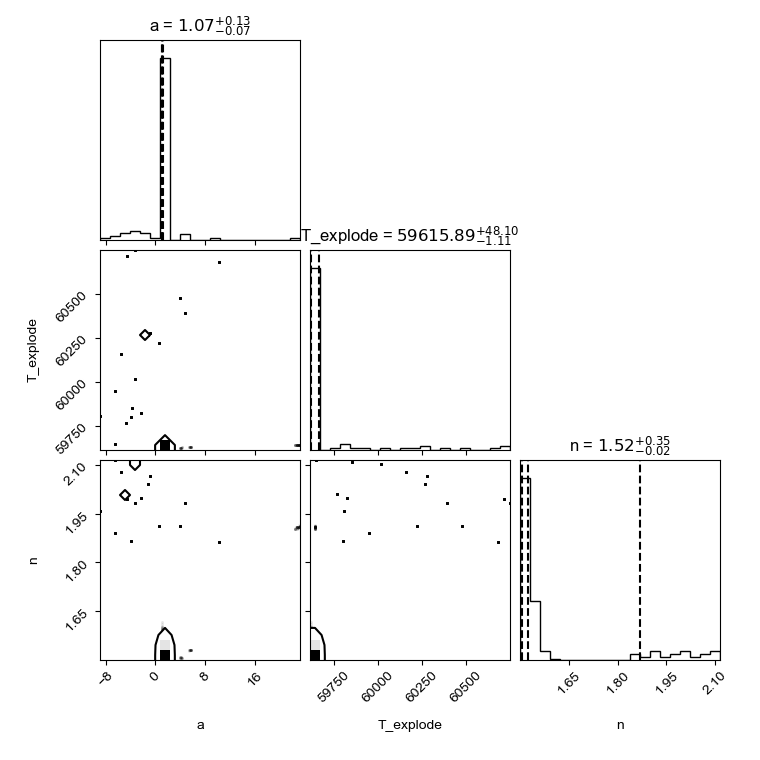 a = 1.07+0.13 −0.07
T_explode = 59615.89+48.10 −1.11
T_explode
60500
60250
60000
59750
n = 1.52+0.35 −0.02
n
2.10
1.95
1.80
1.65
−8
0
8
16
59750
60000
60250
60500
1.65
1.80
1.95
2.10
a
T_explode
n